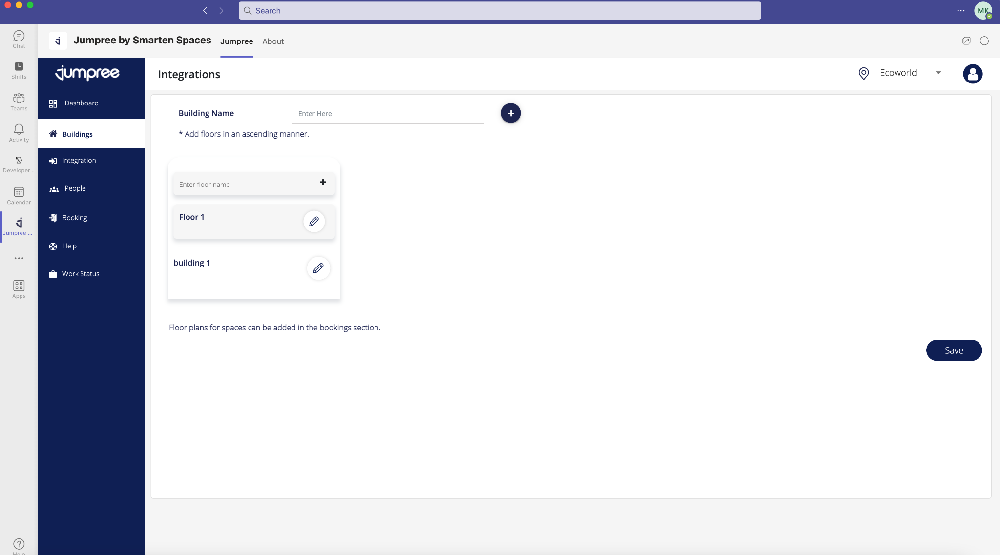 Search
MK
Chat
Shifts
Teams
Activity
Developer...
Calendar
Jumpree ...
Apps
Help
Jumpree by Smarten Spaces
Jumpree
About
jumpree
Dashboard
Buildings
Integration
People
Booking
Help
Work Status
Integrations
Ecoworld
Building Name
Enter Here
* Add floors in an ascending manner.
Enter floor name
Floor 1
building 1
Floor plans for spaces can be added in the bookings section.
Save